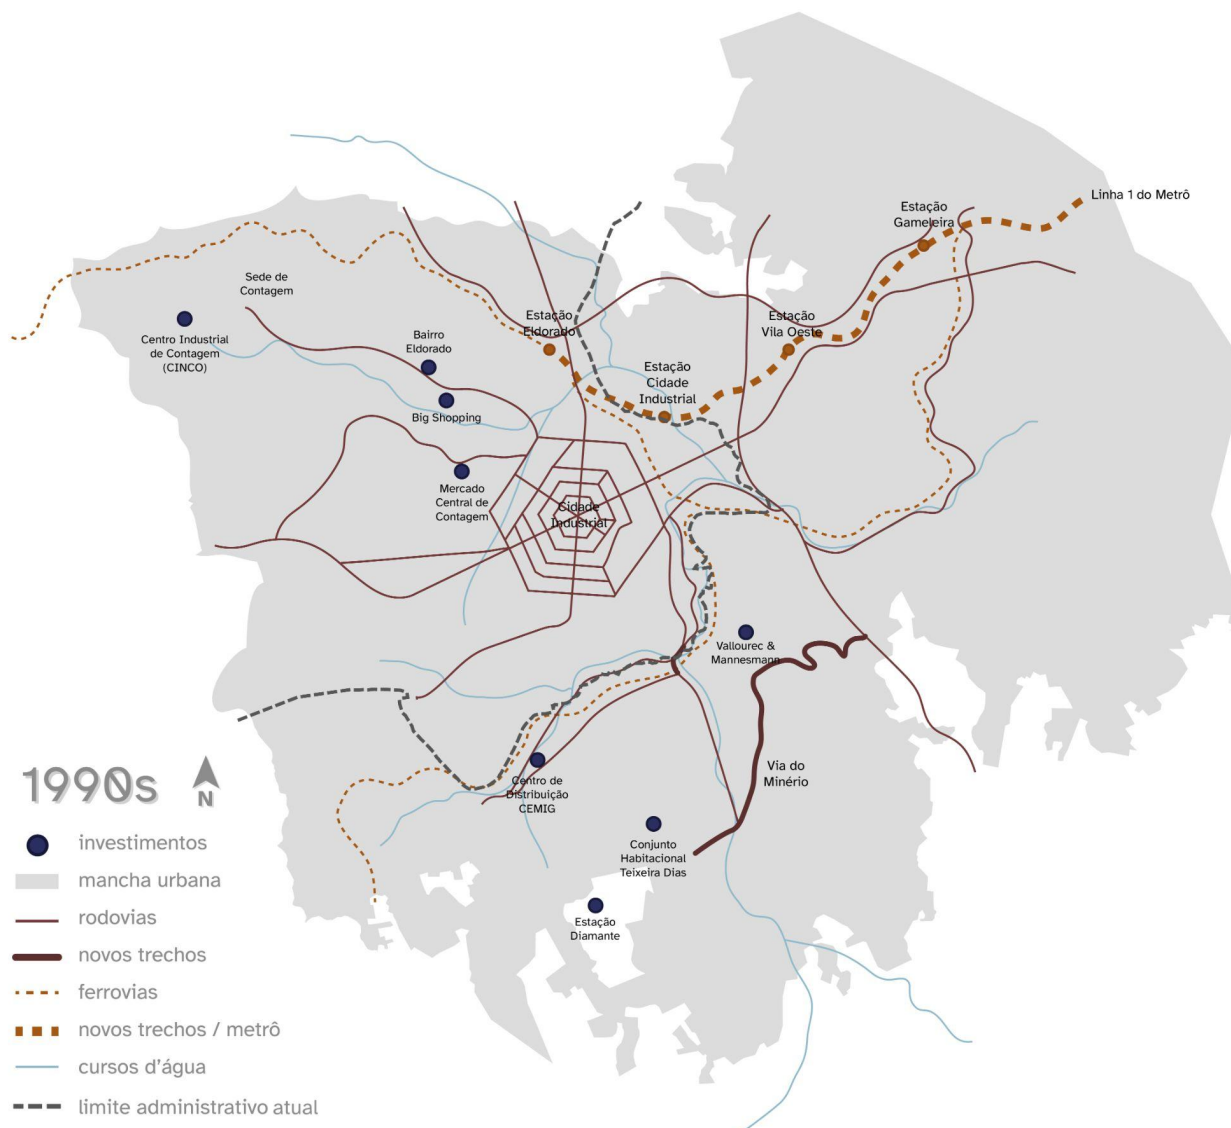 Linha 1 do Metrô
Estação
Gameleira
Sede de
Contagem
Centro Industrial
de Contagem
(CINCO)
Bairro
Eldorado
Big Shopping
Estação
Eldorado
Estação
Vila Oeste
Estação
Cidade
Industrial
Mercado
Central de
Contagem
Cidade
Industrial
Vallourec &
Mannesmann
Via do
Minério
Centro de
Distribuição
CEMIG
Conjunto
Habitacional
Teixeira Dias
Estação
Diamante
1990s
N
investimentos
mancha urbana
rodovias
novos trechos
ferrovias
novos trechos / metrô
cursos d'água
limite administrativo atual